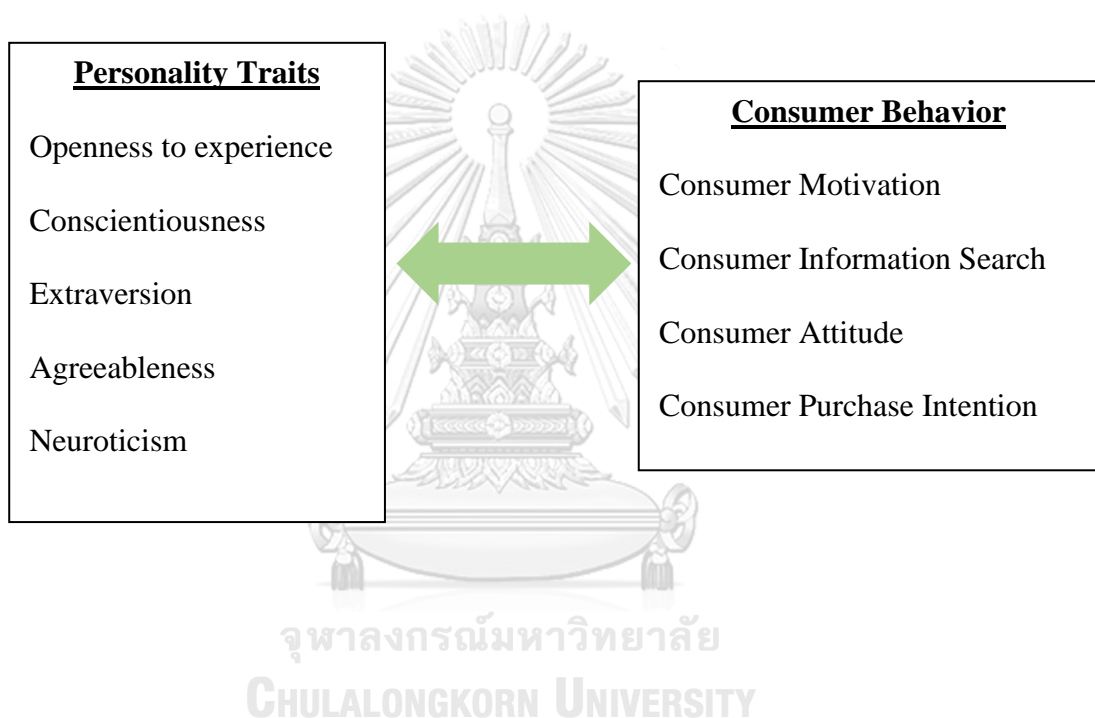 Personality Traits
Openness to experience
Conscientiousness
Extraversion
Agreeableness
Neuroticism
Consumer Behavior
Consumer Motivation
Consumer Information Search
Consumer Attitude
Consumer Purchase Intention
จุฬาลงกรณ์มหาวิทยาลัย
CHULALONGKORN UNIVERSITY